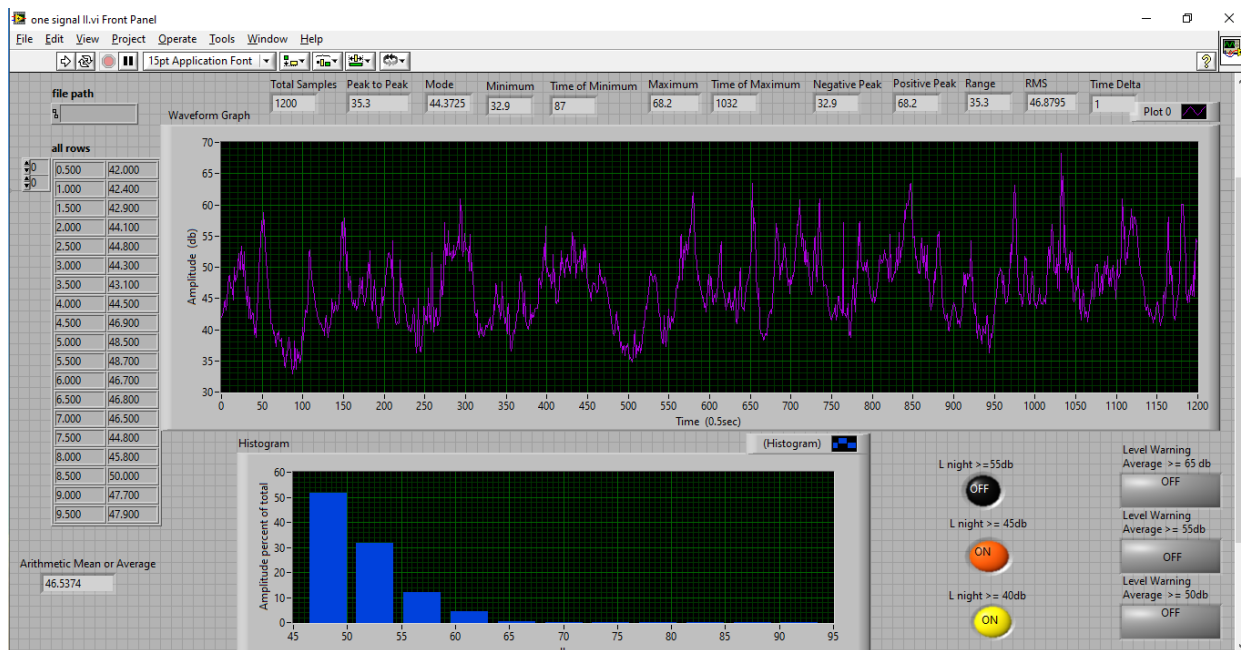 one signal II.vi Front Panel
File Edit View Project Operate Tools Window Help
15pt Application Font
file path
Total Samples Peak to Peak Mode Minimum Time of Minimum Maximum Time of Maximum Negative Peak Positive Peak Range RMS Time Delta
1200 35.3 44.3725 32.9 87 68.2 1032 32.9 68.2 35.3 46.8795 1
Waveform Graph
Plot 0
all rows
0
0
0.500 42.000
1.000 42.400
1.500 42.900
2.000 44.100
2.500 44.800
3.000 44.300
3.500 43.100
4.000 44.500
4.500 46.900
5.000 48.500
5.500 48.700
6.000 46.700
6.500 46.800
7.000 46.500
7.500 44.800
8.000 45.800
8.500 50.000
9.000 47.700
9.500 47.900
Amplitude (db)
70
65
60
55
50
45
40
35
30
0 50 100 150 200 250 300 350 400 450 500 550 600 650 700 750 800 850 900 950 1000 1050 1100 1150 1200
Time (0.5sec)
Histogram
(Histogram)
Amplitude percent of total
60
50
40
30
20
10
0
45 50 55 60 65 70 75 80 85 90 95
L night >=55db
OFF
L night >= 45db
ON
L night >= 40db
ON
Level Warning
Average >= 65 db
OFF
Level Warning
Average >= 55db
OFF
Level Warning
Average >= 50db
OFF
Arithmetic Mean or Average
46.5374